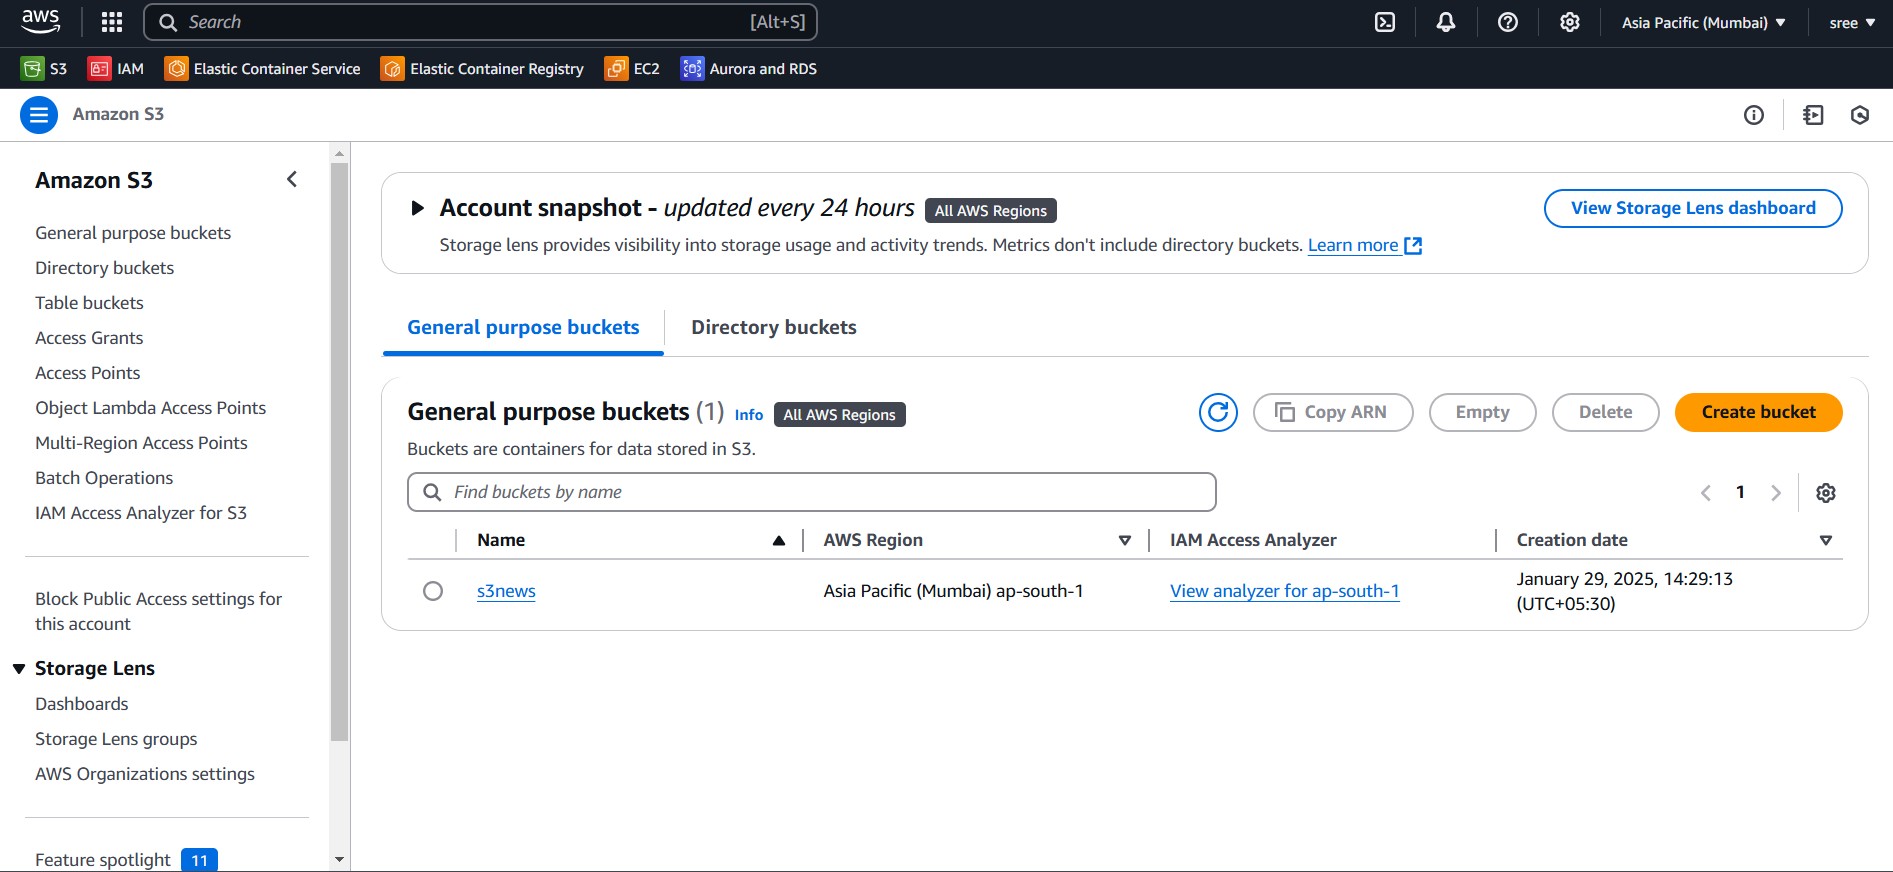 aws
Search [Alt+S]
Asia Pacific (Mumbai) sree
S3 IAM Elastic Container Service Elastic Container Registry EC2 Aurora and RDS
Amazon S3
Amazon S3
General purpose buckets
Directory buckets
Table buckets
Access Grants
Access Points
Object Lambda Access Points
Multi-Region Access Points
Batch Operations
IAM Access Analyzer for S3
Block Public Access settings for
this account
Storage Lens
Dashboards
Storage Lens groups
AWS Organizations settings
Feature spotlight 11
Account snapshot - updated every 24 hours All AWS Regions
View Storage Lens dashboard
Storage lens provides visibility into storage usage and activity trends. Metrics don't include directory buckets. Learn more
General purpose buckets Directory buckets
General purpose buckets (1) Info All AWS Regions
Copy ARN Empty Delete Create bucket
Buckets are containers for data stored in S3.
Find buckets by name
1
Name AWS Region IAM Access Analyzer Creation date
s3news Asia Pacific (Mumbai) ap-south-1 View analyzer for ap-south-1 January 29, 2025, 14:29:13
(UTC+05:30)